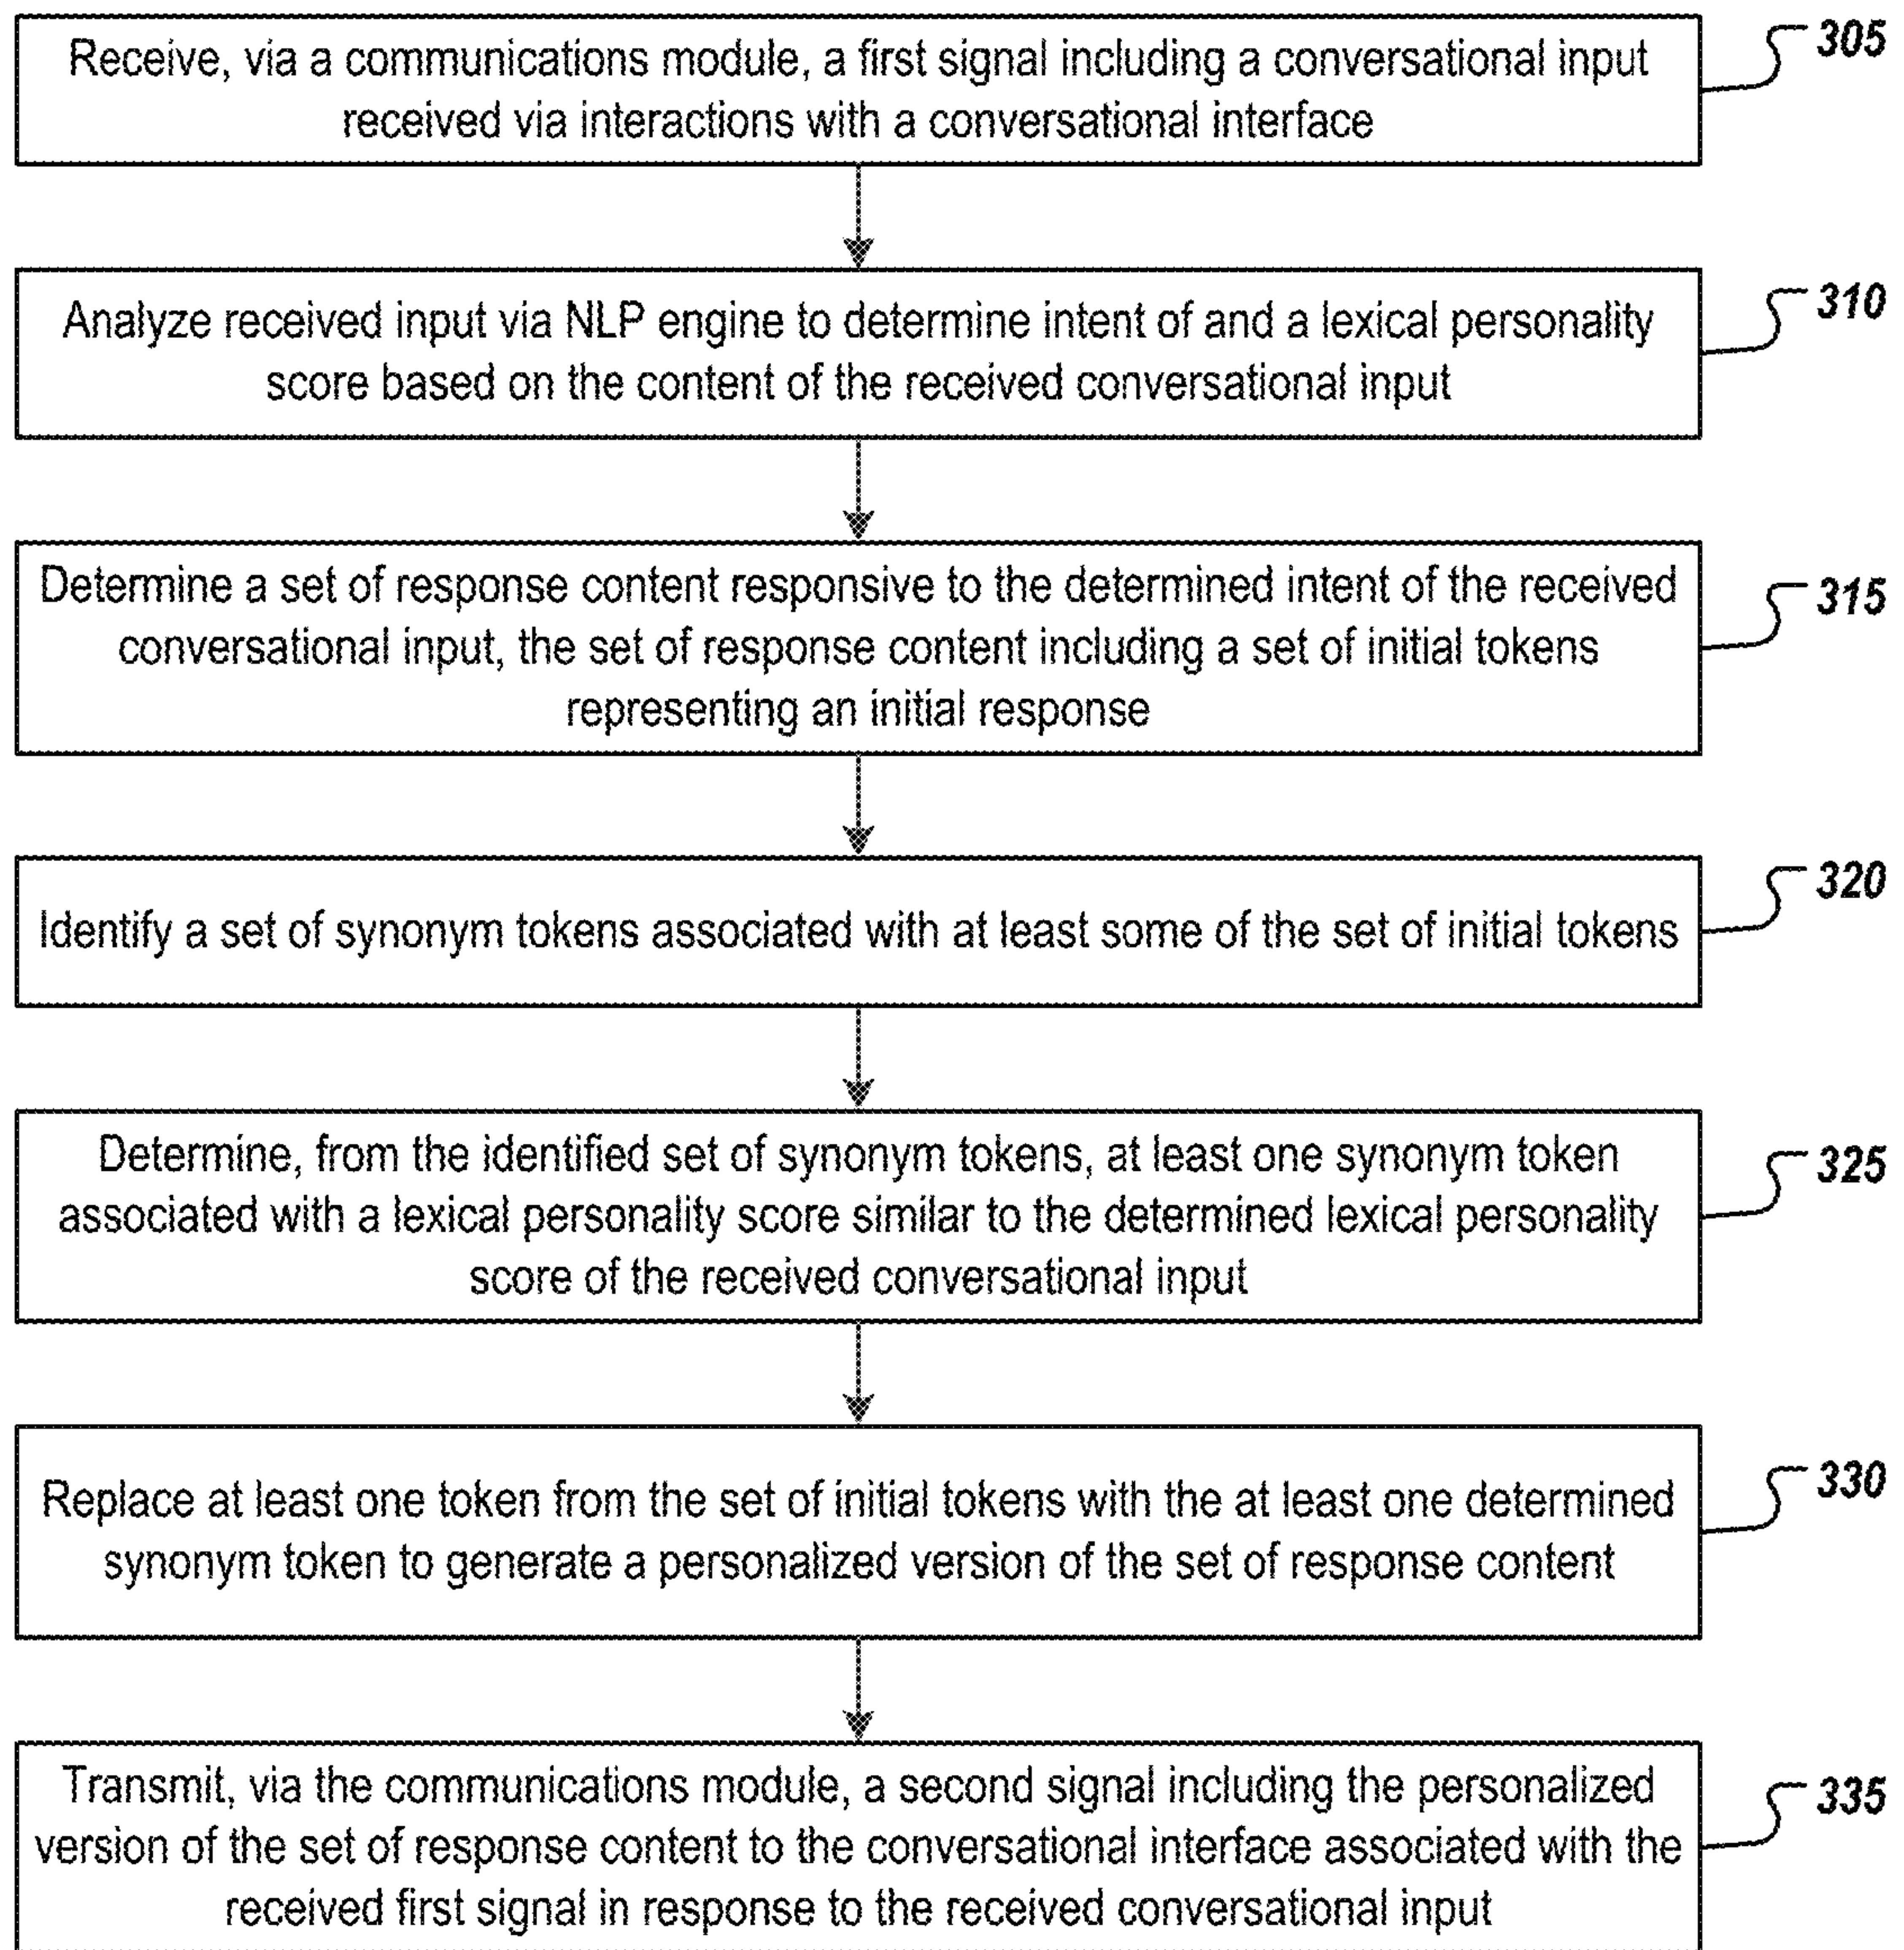 Receive, via a communications module, a first signal including a conversational input
received via interactions with a conversational interface
305
Analyze received input via NLP engine to determine intent of and a lexical personality
score based on the content of the received conversational input
310
Determine a set of response content responsive to the determined intent of the received
conversational input, the set of response content including a set of initial tokens
representing an initial response
315
Identify a set of synonym tokens associated with at least some of the set of initial tokens
320
Determine, from the identified set of synonym tokens, at least one synonym token
associated with a lexical personality score similar to the determined lexical personality
score of the received conversational input
325
Replace at least one token from the set of initial tokens with the at least one determined
synonym token to generate a personalized version of the set of response content
330
Transmit, via the communications module, a second signal including the personalized
version of the set of response content to the conversational interface associated with the
received first signal in response to the received conversational input
335